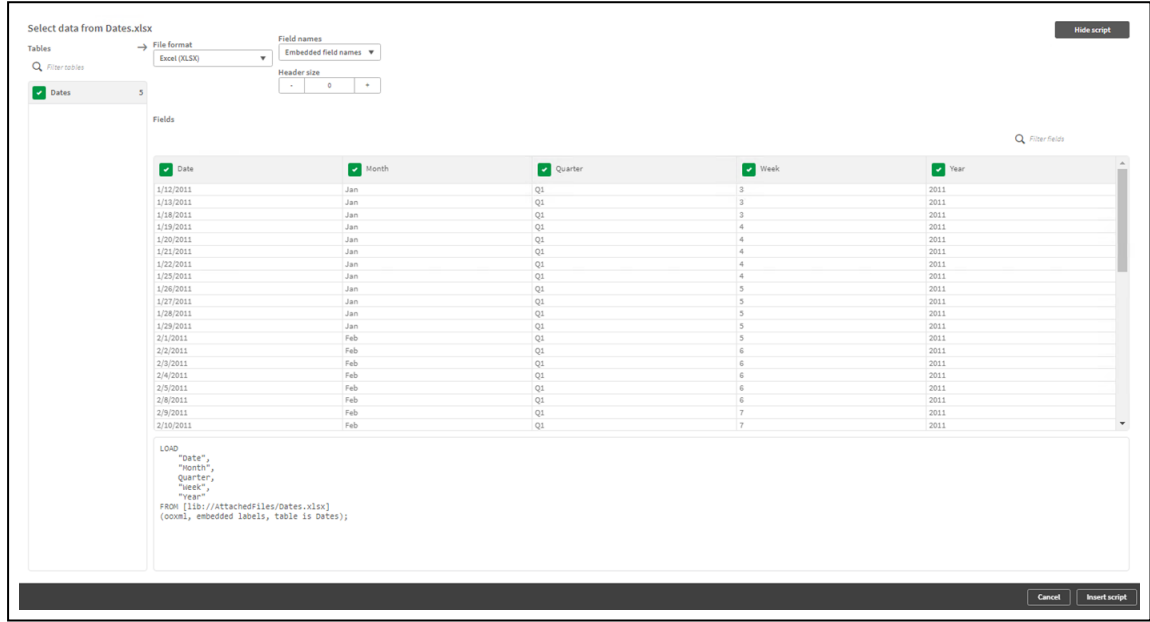 Select data from Dates.xlsx
Hide script
Tables
Filter tables
Dates 5
File format
Excel (XLSX)
Field names
Embedded field names
Header size
- 0 +
Fields
Filter fields
Date Month Quarter Week Year
1/12/2011 Jan Q1 3 2011
1/13/2011 Jan Q1 3 2011
1/18/2011 Jan Q1 3 2011
1/19/2011 Jan Q1 4 2011
1/20/2011 Jan Q1 4 2011
1/21/2011 Jan Q1 4 2011
1/22/2011 Jan Q1 4 2011
1/25/2011 Jan Q1 4 2011
1/26/2011 Jan Q1 5 2011
1/27/2011 Jan Q1 5 2011
1/28/2011 Jan Q1 5 2011
1/29/2011 Jan Q1 5 2011
2/1/2011 Feb Q1 5 2011
2/2/2011 Feb Q1 6 2011
2/3/2011 Feb Q1 6 2011
2/4/2011 Feb Q1 6 2011
2/5/2011 Feb Q1 6 2011
2/8/2011 Feb Q1 6 2011
2/9/2011 Feb Q1 7 2011
2/10/2011 Feb Q1 7 2011
LOAD
"Date",
"Month",
Quarter,
"Week",
"Year"
FROM [lib://AttachedFiles/Dates.xlsx]
(ooxml, embedded labels, table is Dates);
Cancel Insert script